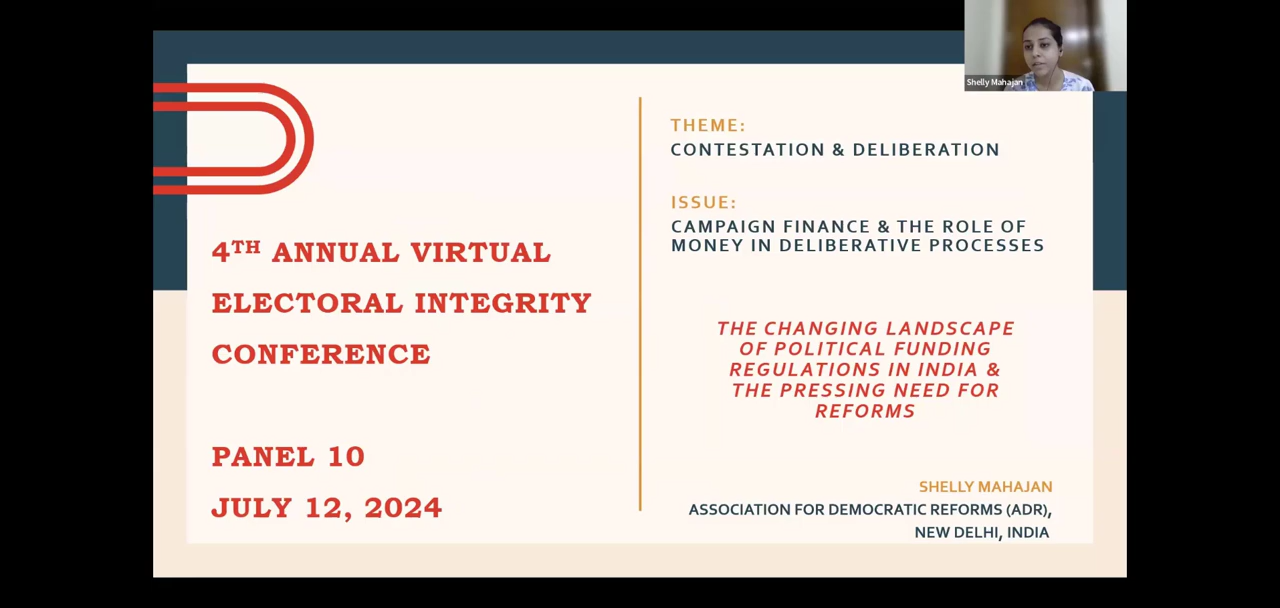 4TH ANNUAL VIRTUAL
ELECTORAL INTEGRITY
CONFERENCE
PANEL 10
JULY 12, 2024
THEME:
CONTESTATION & DELIBERATION
ISSUE:
CAMPAIGN FINANCE & THE ROLE OF
MONEY IN DELIBERATIVE PROCESSES
THE CHANGING LANDSCAPE
OF POLITICAL FUNDING
REGULATIONS IN INDIA &
THE PRESSING NEED FOR
REFORMS
SHELLY MAHAJAN
ASSOCIATION FOR DEMOCRATIC REFORMS (ADR),
NEW DELHI, INDIA
Shelly Mahajan